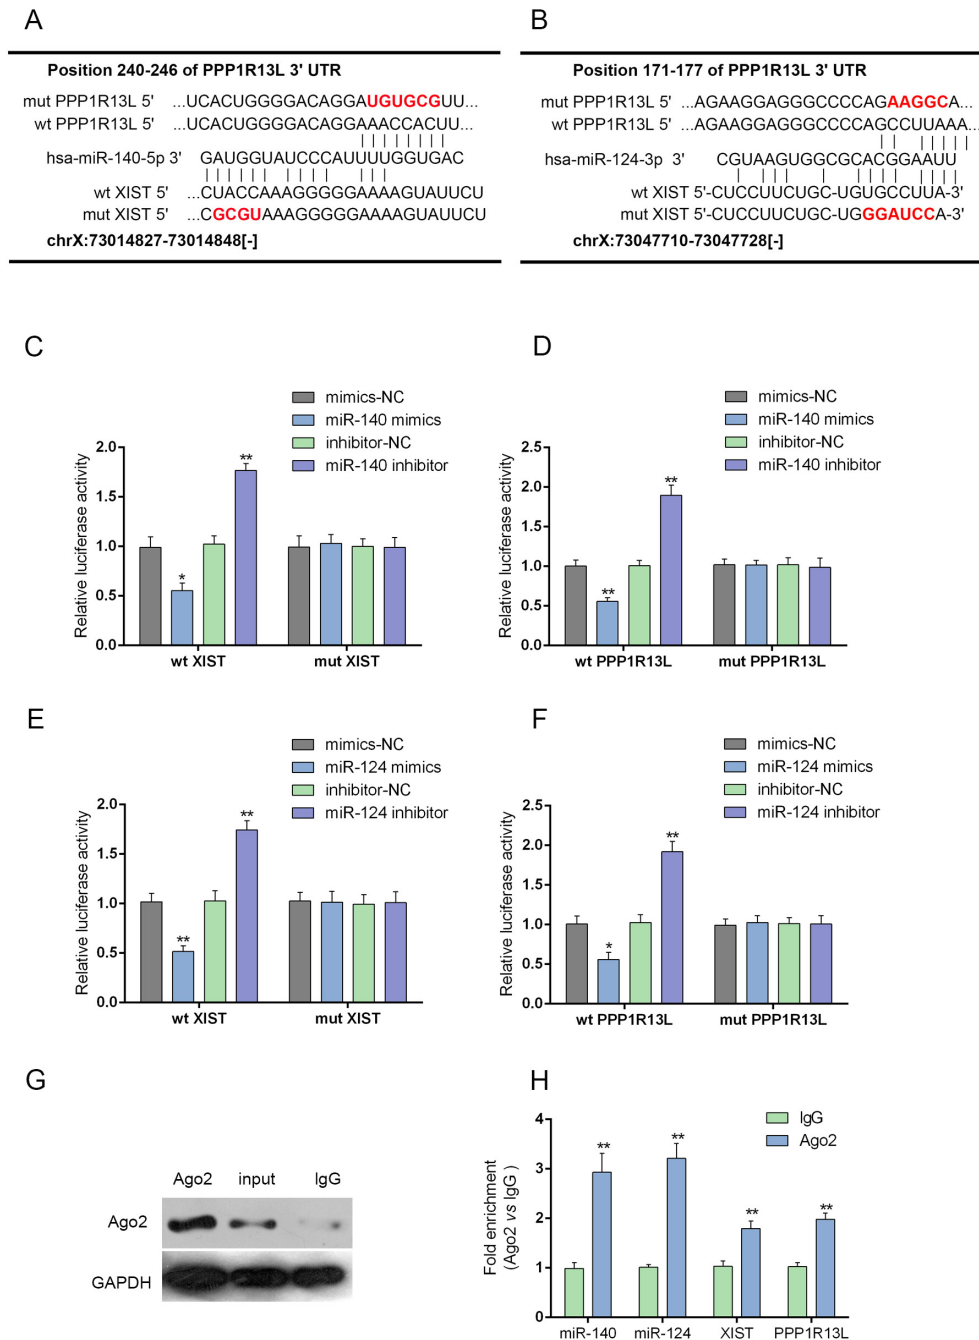 A
Position 240-246 of PPP1R13L 3' UTR
mut PPP1R13L 5' ...UCACUGGGGACAGGAUGUGCGUU...
wt PPP1R13L 5' ...UCACUGGGGACAGGAAACCACUU...
hsa-miR-140-5p 3' GAUGGUAUCCCAUUUUGGUGAC
wt XIST 5' CUACCAAAGGGGGAAAAGUAUUCU
mut XIST 5' CGCGUAAAGGGGGAAAAGUAUUCU
chrX:73014827-73014848[-]
B
Position 171-177 of PPP1R13L 3' UTR
mut PPP1R13L 5' ...AGAAGGAGGGCCCCAGAAGGCA...
wt PPP1R13L 5' ...AGAAGGAGGGCCCCAGCCUUAAA...
hsa-miR-124-3p 3' CGUAAGUGGCGCACGGAAUU
wt XIST 5'-CUCCUUCUGC-UGUGCCUUA-3'
mut XIST 5'-CUCCUUCUGC-UGGGAUCCA-3'
chrX:73047710-73047728[-]
C
mimics-NC
miR-140 mimics
inhibitor-NC
miR-140 inhibitor
Relative luciferase activity
2.0
1.5
1.0
0.5
0.0
*
**
wt XIST
mut XIST
D
mimics-NC
miR-140 mimics
inhibitor-NC
miR-140 inhibitor
Relative luciferase activity
2.5
2.0
1.5
1.0
0.5
0.0
**
**
wt PPP1R13L
mut PPP1R13L
E
mimics-NC
miR-124 mimics
inhibitor-NC
miR-124 inhibitor
Relative luciferase activity
2.0
1.5
1.0
0.5
0.0
**
**
wt XIST
mut XIST
F
mimics-NC
miR-124 mimics
inhibitor-NC
miR-124 inhibitor
Relative luciferase activity
2.5
2.0
1.5
1.0
0.5
0.0
*
**
wt PPP1R13L
mut PPP1R13L
G
Ago2 input IgG
Ago2
GAPDH
H
IgG
Ago2
Fold enrichment
(Ago2 vs IgG )
4
3
2
1
0
**
**
**
**
miR-140
miR-124
XIST
PPP1R13L